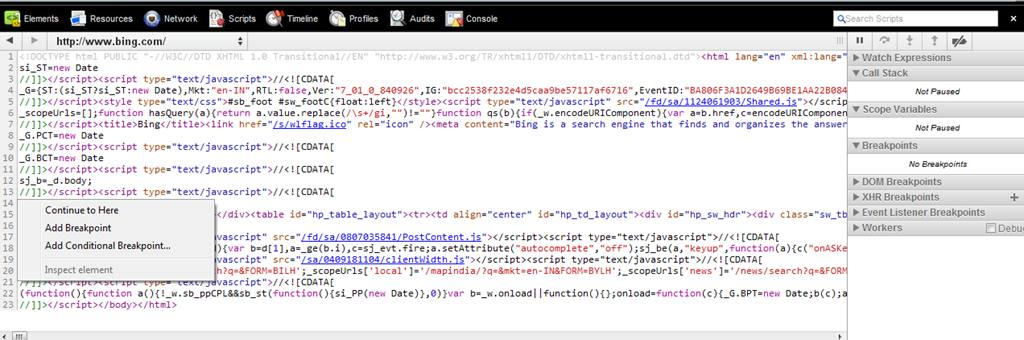 Elements Resources Network Scripts Timeline Profiles Audits Console Search Scripts
http://www.bing.com/
1 <!DOCTYPE html PUBLIC "-//W3C//DTD XHTML 1.0 Transitional//EN" "http://www.w3.org/TR/xhtml1/DTD/xhtml1-transitional.dtd"><html lang="en" xml:lang="
2 si_ST=new Date
3 //]]></script><script type="text/javascript">//<![CDATA[
4 _G={ST:(si_ST?si_ST:new Date),Mkt:"en-IN",RTL:false,Ver:"7_01_0_840926",IG:"bcc2538f232e4d5caa9be57117af6716",EventID:"BA806F3A1D2649B69BE1AA22B084
5 //]]></script><style type="text/css">#sb_foot #sw_footC{float:left}</style><script type="text/javascript" src="/fd/sa/1124061903/Shared.js"></script
6 _scopeUrls=[];function hasQuery(a){return a.value.replace(/\s+/gi,"")!=""}function qs(b){if(_w.encodeURIComponent){var a=b.href,c=encodeURIComponent
7 //]]></script><title>Bing</title><link href="/s/wlflag.ico" rel="icon" /><meta content="Bing is a search engine that finds and organizes the answer
8 _G.PCT=new Date
9 //]]></script><script type="text/javascript">//<![CDATA[
10 _G.BCT=new Date
11 //]]></script><script type="text/javascript">//<![CDATA[
12 sj_b=_d.body;
13 //]]></script><script type="text/javascript">//<![CDATA[
14
15 </div><table id="hp_table_layout"><tr><td align="center" id="hp_td_layout"><div id="hp_sw_hdr"><div class="sw_tb
16
17 javascript" src="/fd/sa/0807035841/PostContent.js"></script><script type="text/javascript">//<![CDATA[
18 ){var b=d[1],a=_ge(b.i),c=sj_evt.fire;a.setAttribute("autocomplete","off");sj_be(a,"keyup",function(a){c("onASKe
19 javascript" src="/sa/0409181104/clientWidth.js"></script><script type="text/javascript">//<![CDATA[
20 h?q=&FORM=BILH';_scopeUrls['local']='/mapindia/?q=&mkt=en-IN&FORM=BYLH';_scopeUrls['news']='/news/search?q=&FORM=
21 //]]></script><script type="text/javascript">//<![CDATA[
22 (function(){function a(){!_w.sb_ppCPL&&sb_st(function(){si_PP(new Date)},0)}var b=_w.onload||function(){};onload=function(c){_G.BPT=new Date;b(c);a
23 //]]></script></body></html>
Continue to Here
Add Breakpoint
Add Conditional Breakpoint...
Inspect element
Watch Expressions
Call Stack
Not Paused
Scope Variables
Not Paused
Breakpoints
No Breakpoints
DOM Breakpoints
XHR Breakpoints
Event Listener Breakpoints
Workers Debug